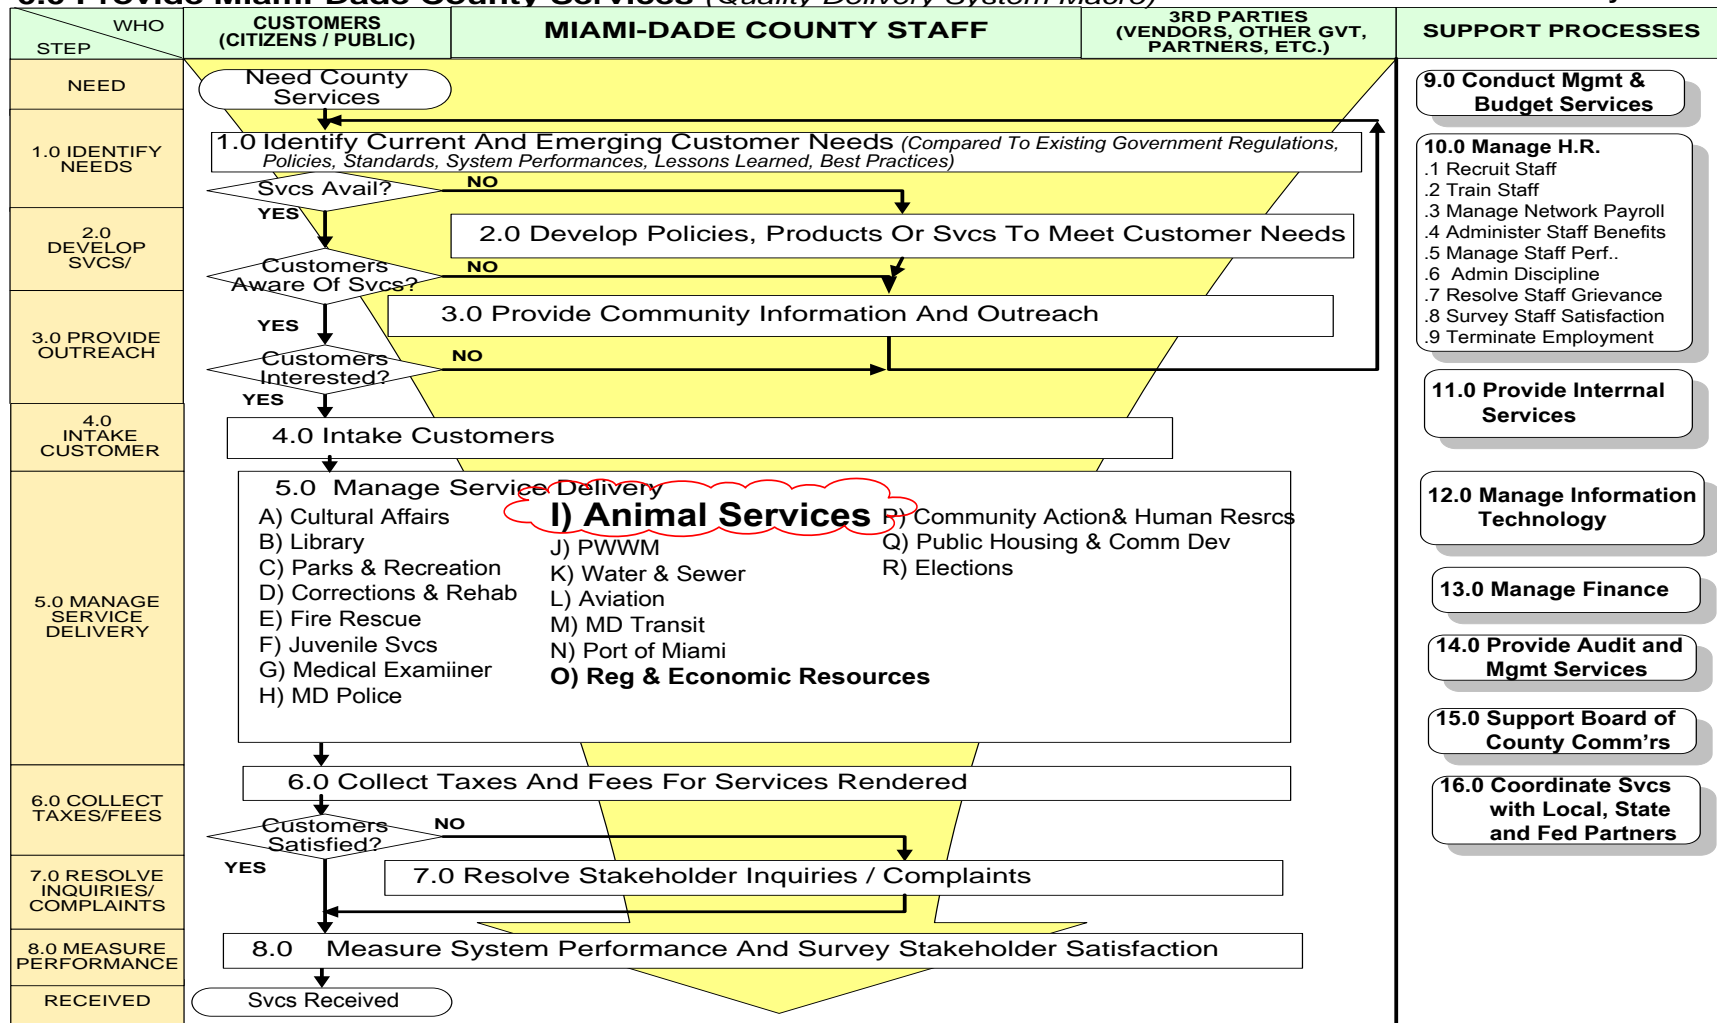 Provide Miami-Dade County Services (Quality Delivery System Macro)
WHO
STEP
CUSTOMERS
(CITIZENS / PUBLIC)
MIAMI-DADE COUNTY STAFF
3RD PARTIES
(VENDORS, OTHER GVT,
PARTNERS, ETC.)
SUPPORT PROCESSES
NEED
Need County
Services
1.0 IDENTIFY
NEEDS
1.0 Identify Current And Emerging Customer Needs (Compared To Existing Government Regulations,
Policies, Standards, System Performances, Lessons Learned, Best Practices)
Svcs Avail?
NO
YES
2.0
DEVELOP
SVCS/
2.0 Develop Policies, Products Or Svcs To Meet Customer Needs
Customers
Aware Of Svcs?
NO
YES
3.0 PROVIDE
OUTREACH
3.0 Provide Community Information And Outreach
Customers
Interested?
NO
YES
4.0
INTAKE
CUSTOMER
4.0 Intake Customers
5.0 MANAGE
SERVICE
DELIVERY
5.0 Manage Service Delivery
A) Cultural Affairs
B) Library
C) Parks & Recreation
D) Corrections & Rehab
E) Fire Rescue
F) Juvenile Svcs
G) Medical Examiiner
H) MD Police
I) Animal Services
J) PWWM
K) Water & Sewer
L) Aviation
M) MD Transit
N) Port of Miami
O) Reg & Economic Resources
P) Community Action& Human Resrcs
Q) Public Housing & Comm Dev
R) Elections
6.0 COLLECT
TAXES/FEES
6.0 Collect Taxes And Fees For Services Rendered
Customers
Satisfied?
NO
YES
7.0 RESOLVE
INQUIRIES/
COMPLAINTS
7.0 Resolve Stakeholder Inquiries / Complaints
8.0 MEASURE
PERFORMANCE
8.0 Measure System Performance And Survey Stakeholder Satisfaction
RECEIVED
Svcs Received
9.0 Conduct Mgmt &
Budget Services
10.0 Manage H.R.
.1 Recruit Staff
.2 Train Staff
.3 Manage Network Payroll
.4 Administer Staff Benefits
.5 Manage Staff Perf..
.6 Admin Discipline
.7 Resolve Staff Grievance
.8 Survey Staff Satisfaction
.9 Terminate Employment
11.0 Provide Interrnal
Services
12.0 Manage Information
Technology
13.0 Manage Finance
14.0 Provide Audit and
Mgmt Services
15.0 Support Board of
County Comm'rs
16.0 Coordinate Svcs
with Local, State
and Fed Partners